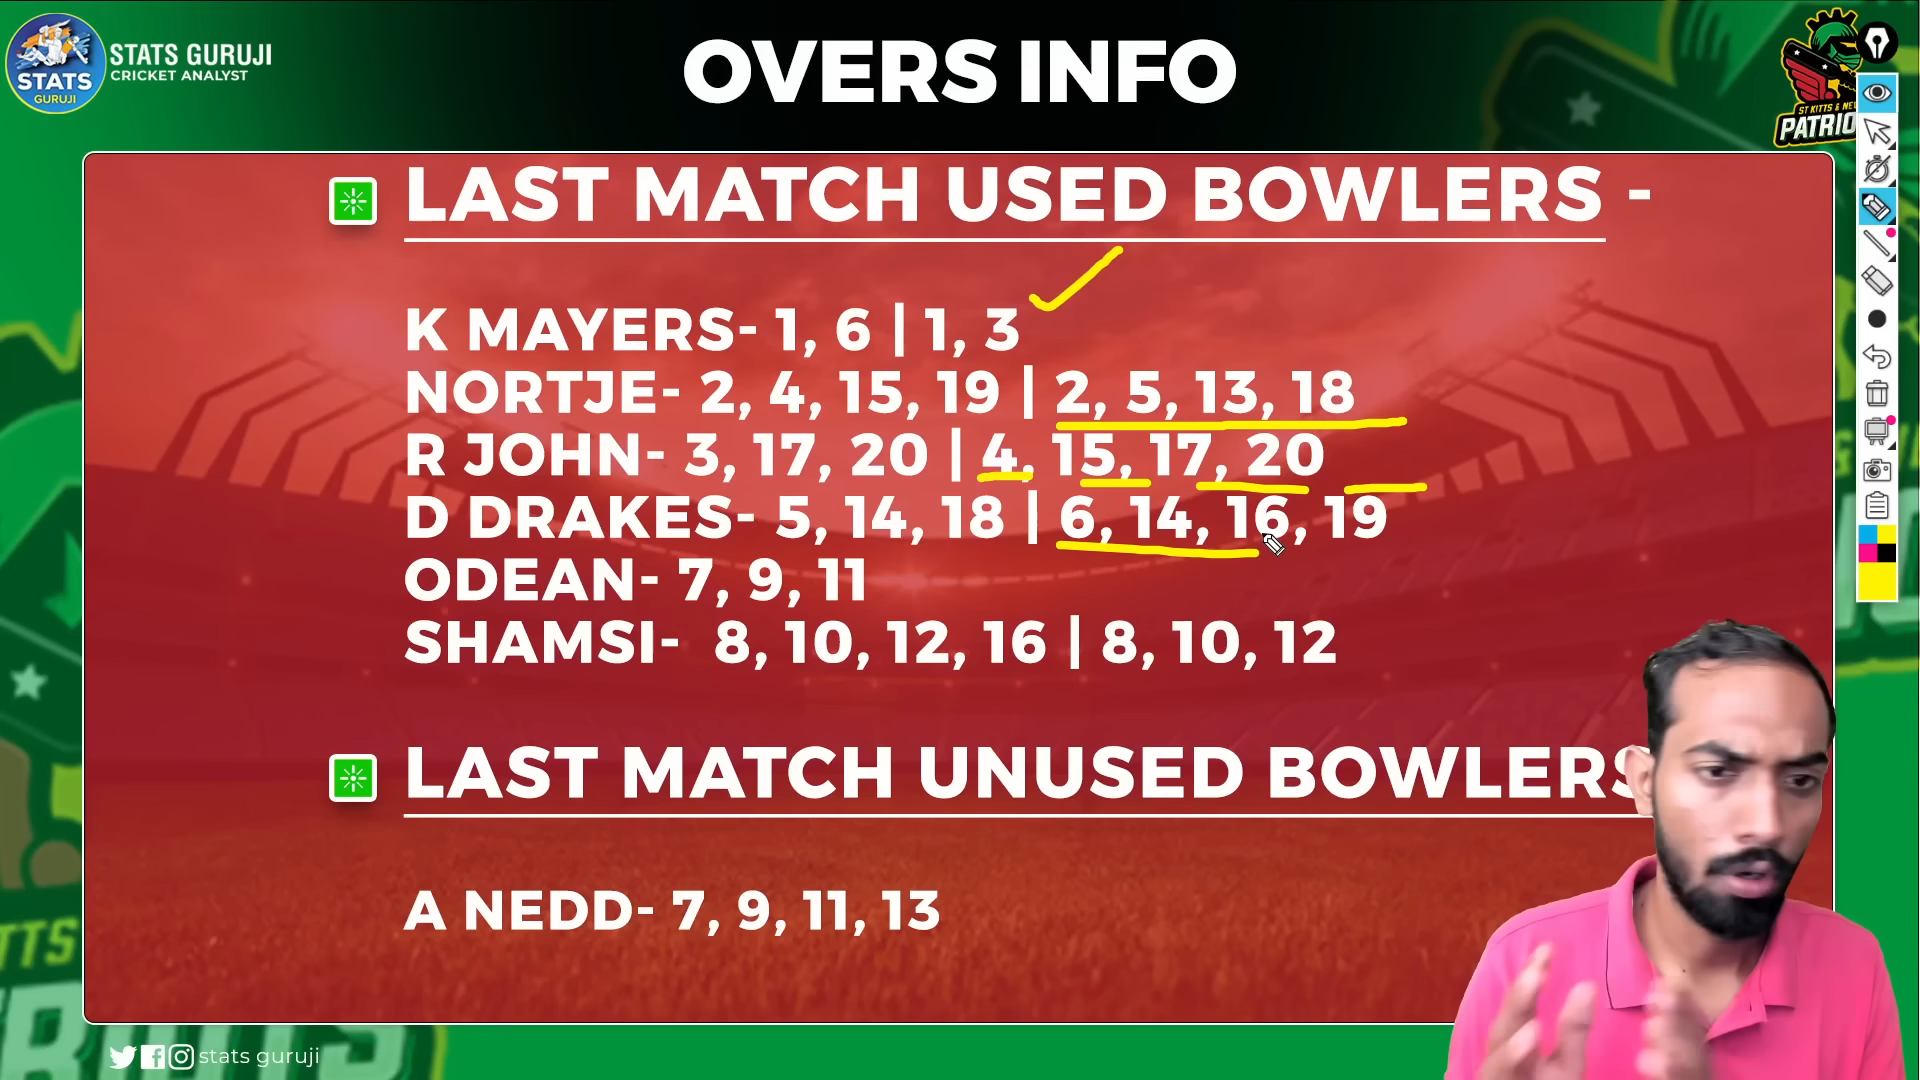 STATS GURUJI
CRICKET ANALYST
STATS
GURUJI
OVERS INFO
ST KITTS &
LAST MATCH USED BOWLERS -
K MAYERS- 1, 6 | 1, 3
NORTJE- 2, 4, 15, 19 | 2, 5, 13, 18
R JOHN- 3, 17, 20 | 4, 15, 17, 20
D DRAKES- 5, 14, 18 | 6, 14, 16, 19
ODEAN- 7, 9, 11
SHAMSI- 8, 10, 12, 16 | 8, 10, 12
LAST MATCH UNUSED BOWLERS
A NEDD- 7, 9, 11, 13
stats guruji